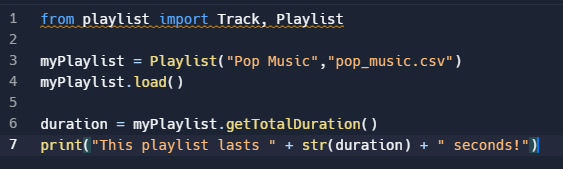 1 from playlist import Track, Playlist
2
3 myPlaylist = Playlist("Pop Music","pop_music.csv")
4 myPlaylist.load()
5
6 duration = myPlaylist.getTotalDuration()
7 print("This playlist lasts " + str(duration) + " seconds!")